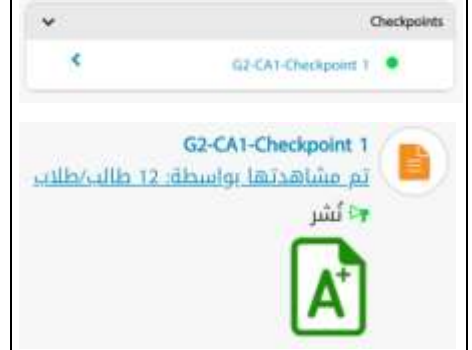 Checkpoints
G2-CA1-Checkpoint 1
G2-CA1-Checkpoint 1
تم مشاهدتها بواسطة: 12 طالب/طلاب
نُشر
A+